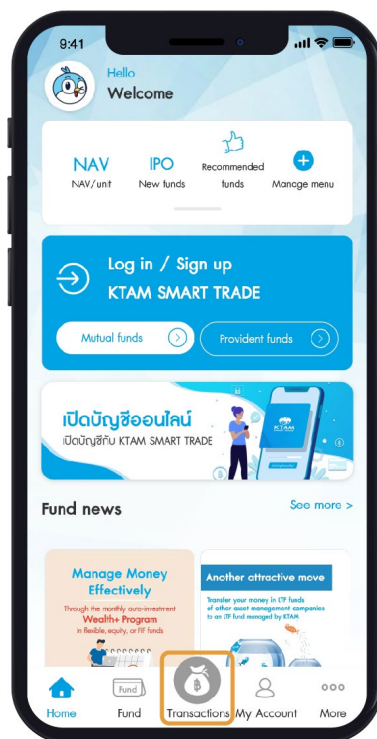 9:41
Hello
Welcome
NAV
NAV/unit
IPO
New funds
Recommended
funds
Manage menu
Log in / Sign up
KTAM SMART TRADE
Mutual funds
Provident funds
เปิดบัญชีออนไลน์
เปิดบัญชีกับ KTAM SMART TRADE
KTAM
Fund news
See more >
Manage Money
Effectively
Through the monthly auto-investment
Wealth+ Program
in flexible, equity, or FIF funds
Another attractive move
Transfer your money in LTF funds
of other asset management companies
to an LTF fund managed by KTAM
Fund
Home
Fund
Transactions
My Account
More